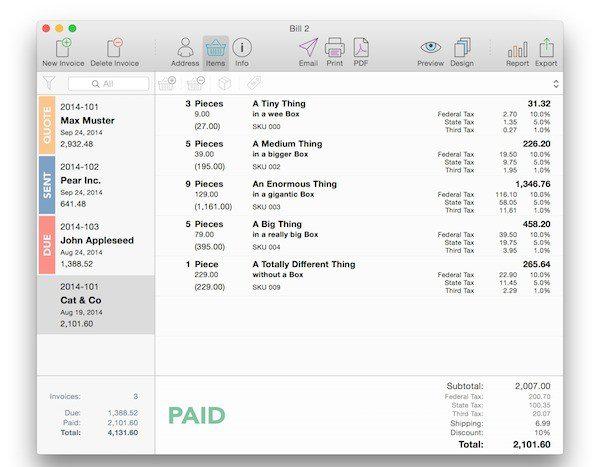 Bill 2
New Invoice Delete Invoice Address Items Info Email Print PDF Preview Design Report Export
All
QUOTE
2014-101
Max Muster
Sep 24, 2014
2,932.48
SENT
2014-102
Pear Inc.
Sep 24, 2014
641.48
DUE
2014-103
John Appleseed
Aug 24, 2014
1,388.52
2014-101
Cat & Co
Aug 19, 2014
2,101.60
3 Pieces A Tiny Thing 31.32
9.00 in a wee Box Federal Tax 2.70 10.0%
State Tax 1.35 5.0%
(27.00) SKU 000 Third Tax 0.27 1.0%
5 Pieces A Medium Thing 226.20
39.00 in a bigger Box Federal Tax 19.50 10.0%
State Tax 9.75 5.0%
(195.00) SKU 002 Third Tax 1.95 1.0%
9 Pieces An Enormous Thing 1,346.76
129.00 in a gigantic Box Federal Tax 116.10 10.0%
State Tax 58.05 5.0%
(1,161.00) SKU 003 Third Tax 11.61 1.0%
5 Pieces A Big Thing 458.20
79.00 in a really big Box Federal Tax 39.50 10.0%
State Tax 19.75 5.0%
(395.00) SKU 004 Third Tax 3.95 1.0%
1 Piece A Totally Different Thing 265.64
229.00 without a Box Federal Tax 22.90 10.0%
State Tax 11.45 5.0%
(229.00) SKU 009 Third Tax 2.29 1.0%
Invoices: 3
Due: 1,388.52
Paid: 2,101.60
Total: 4,131.60
PAID
Subtotal: 2,007.00
Federal Tax: 200.70
State Tax: 100.35
Third Tax: 20.07
Shipping: 6.99
Discount: 10%
Total: 2,101.60